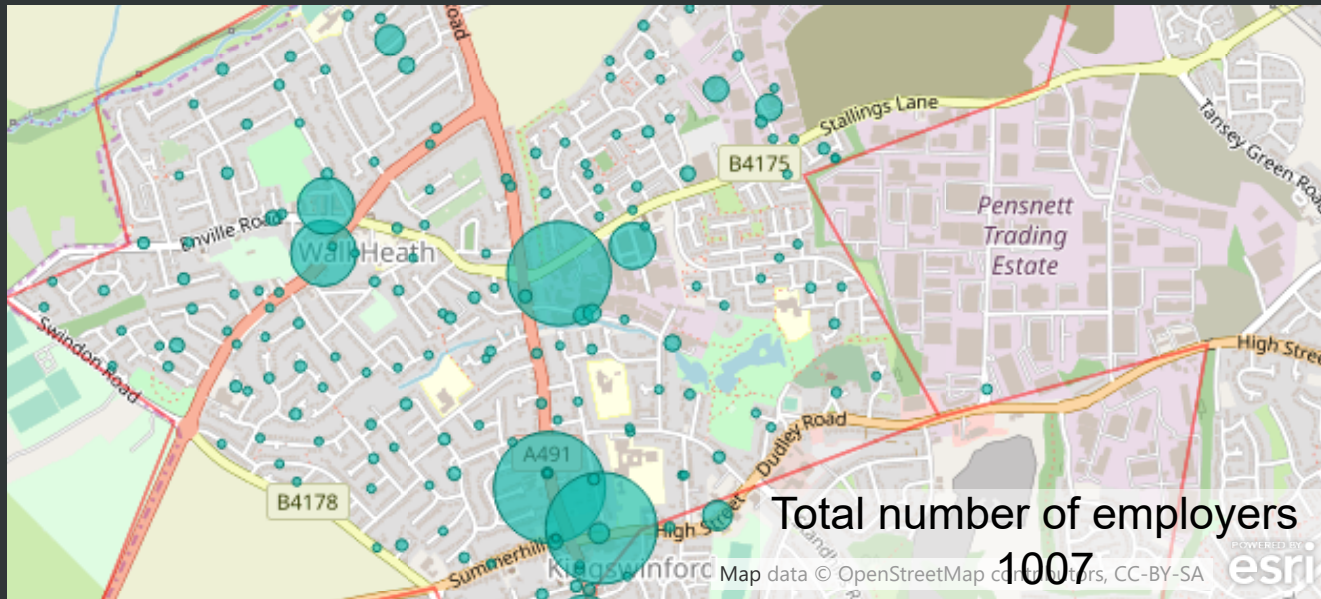 Road
Stallings Lane
Tansey Green Road
B4175
Pensnett
Trading
Estate
Enville Road
Wall Heath
Swindon Road
High Stree
Dudley Road
A491
B4178
High Street
Summerhill
Kingswinford
Total number of employers
1007
POWERED BY
esri
Map data © OpenStreetMap contributors, CC-BY-SA